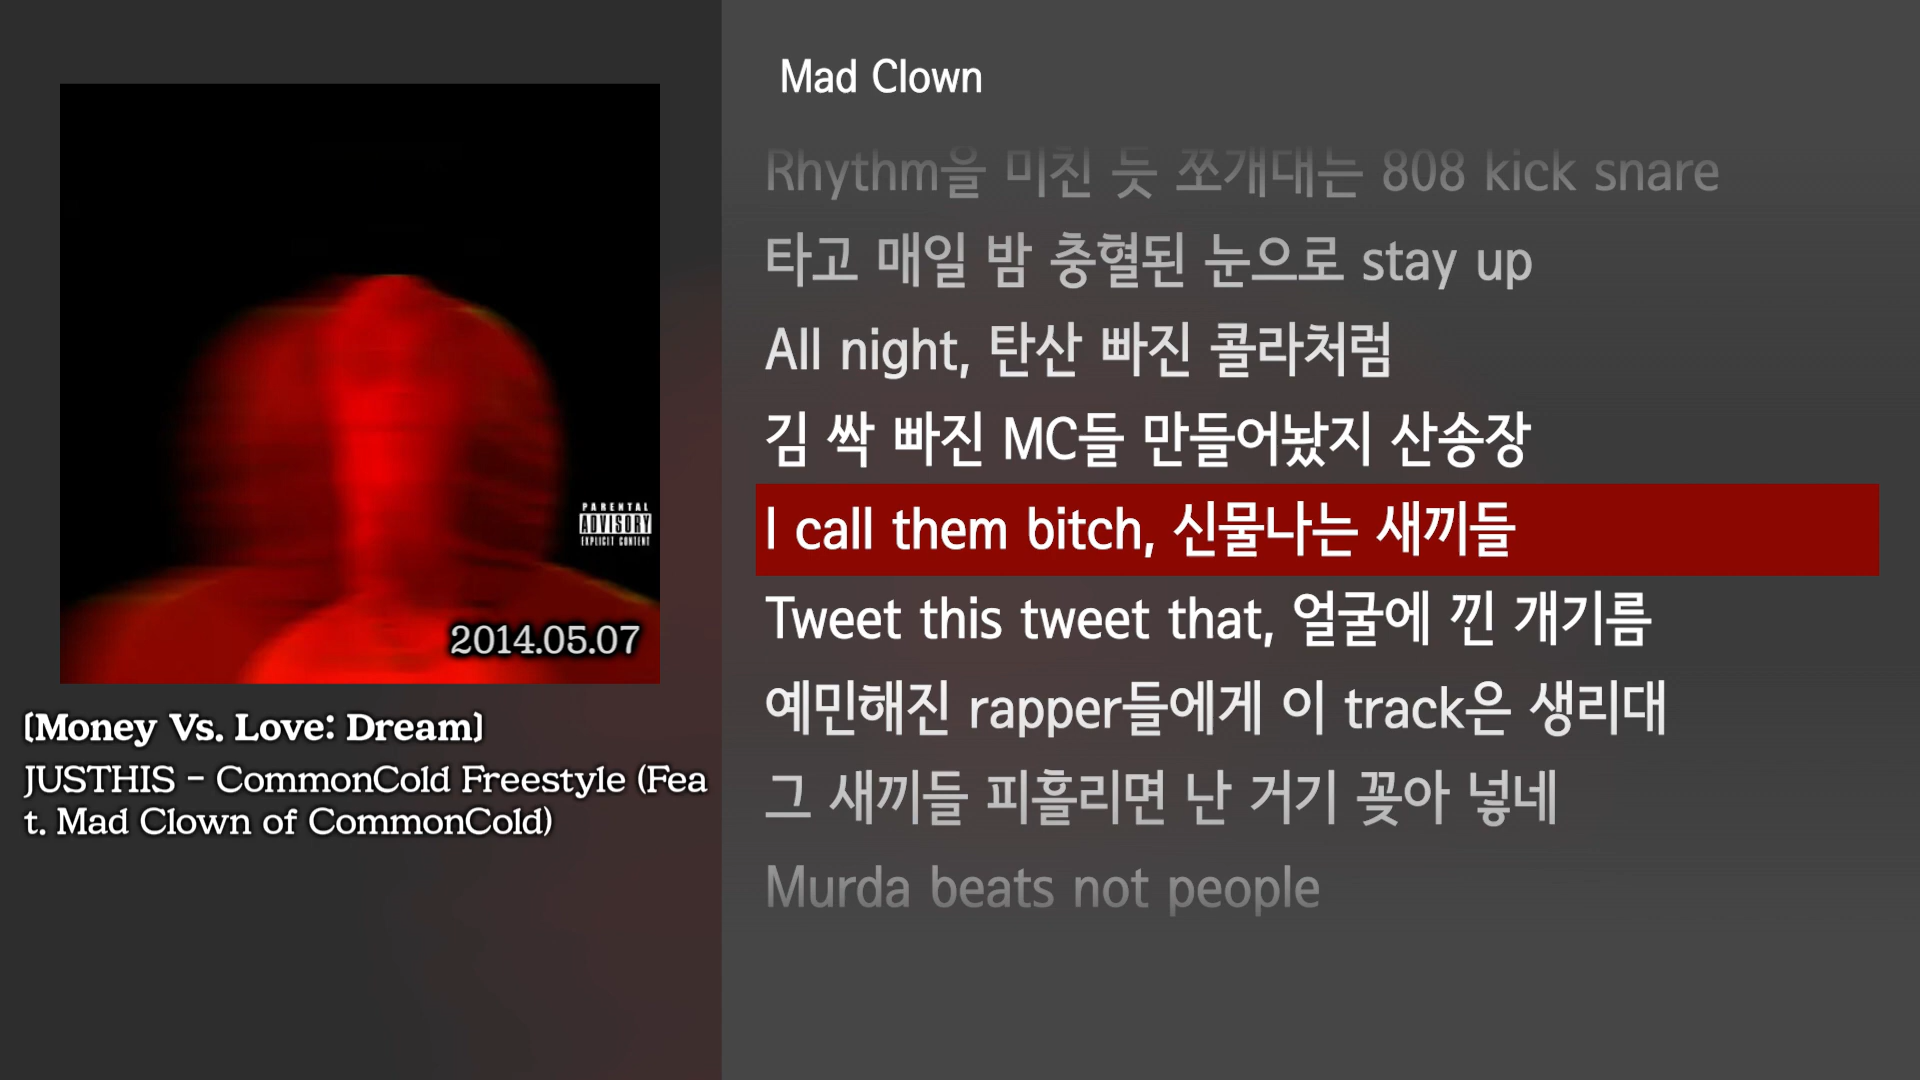 PARENTAL
ADVISORY
EXPLICIT CONTENT
2014.05.07
[Money Vs. Love: Dream]
JUSTHIS - CommonCold Freestyle (Fea
t. Mad Clown of CommonCold)
Mad Clown
Rhythm을 미친 듯 쪼개대는 808 kick snare
타고 매일 밤 충혈된 눈으로 stay up
All night, 탄산 빠진 콜라처럼
김 싹 빠진 MC들 만들어놨지 산송장
I call them bitch, 신물나는 새끼들
Tweet this tweet that, 얼굴에 낀 개기름
예민해진 rapper들에게 이 track은 생리대
그 새끼들 피흘리면 난 거기 꽂아 넣네
Murda beats not people